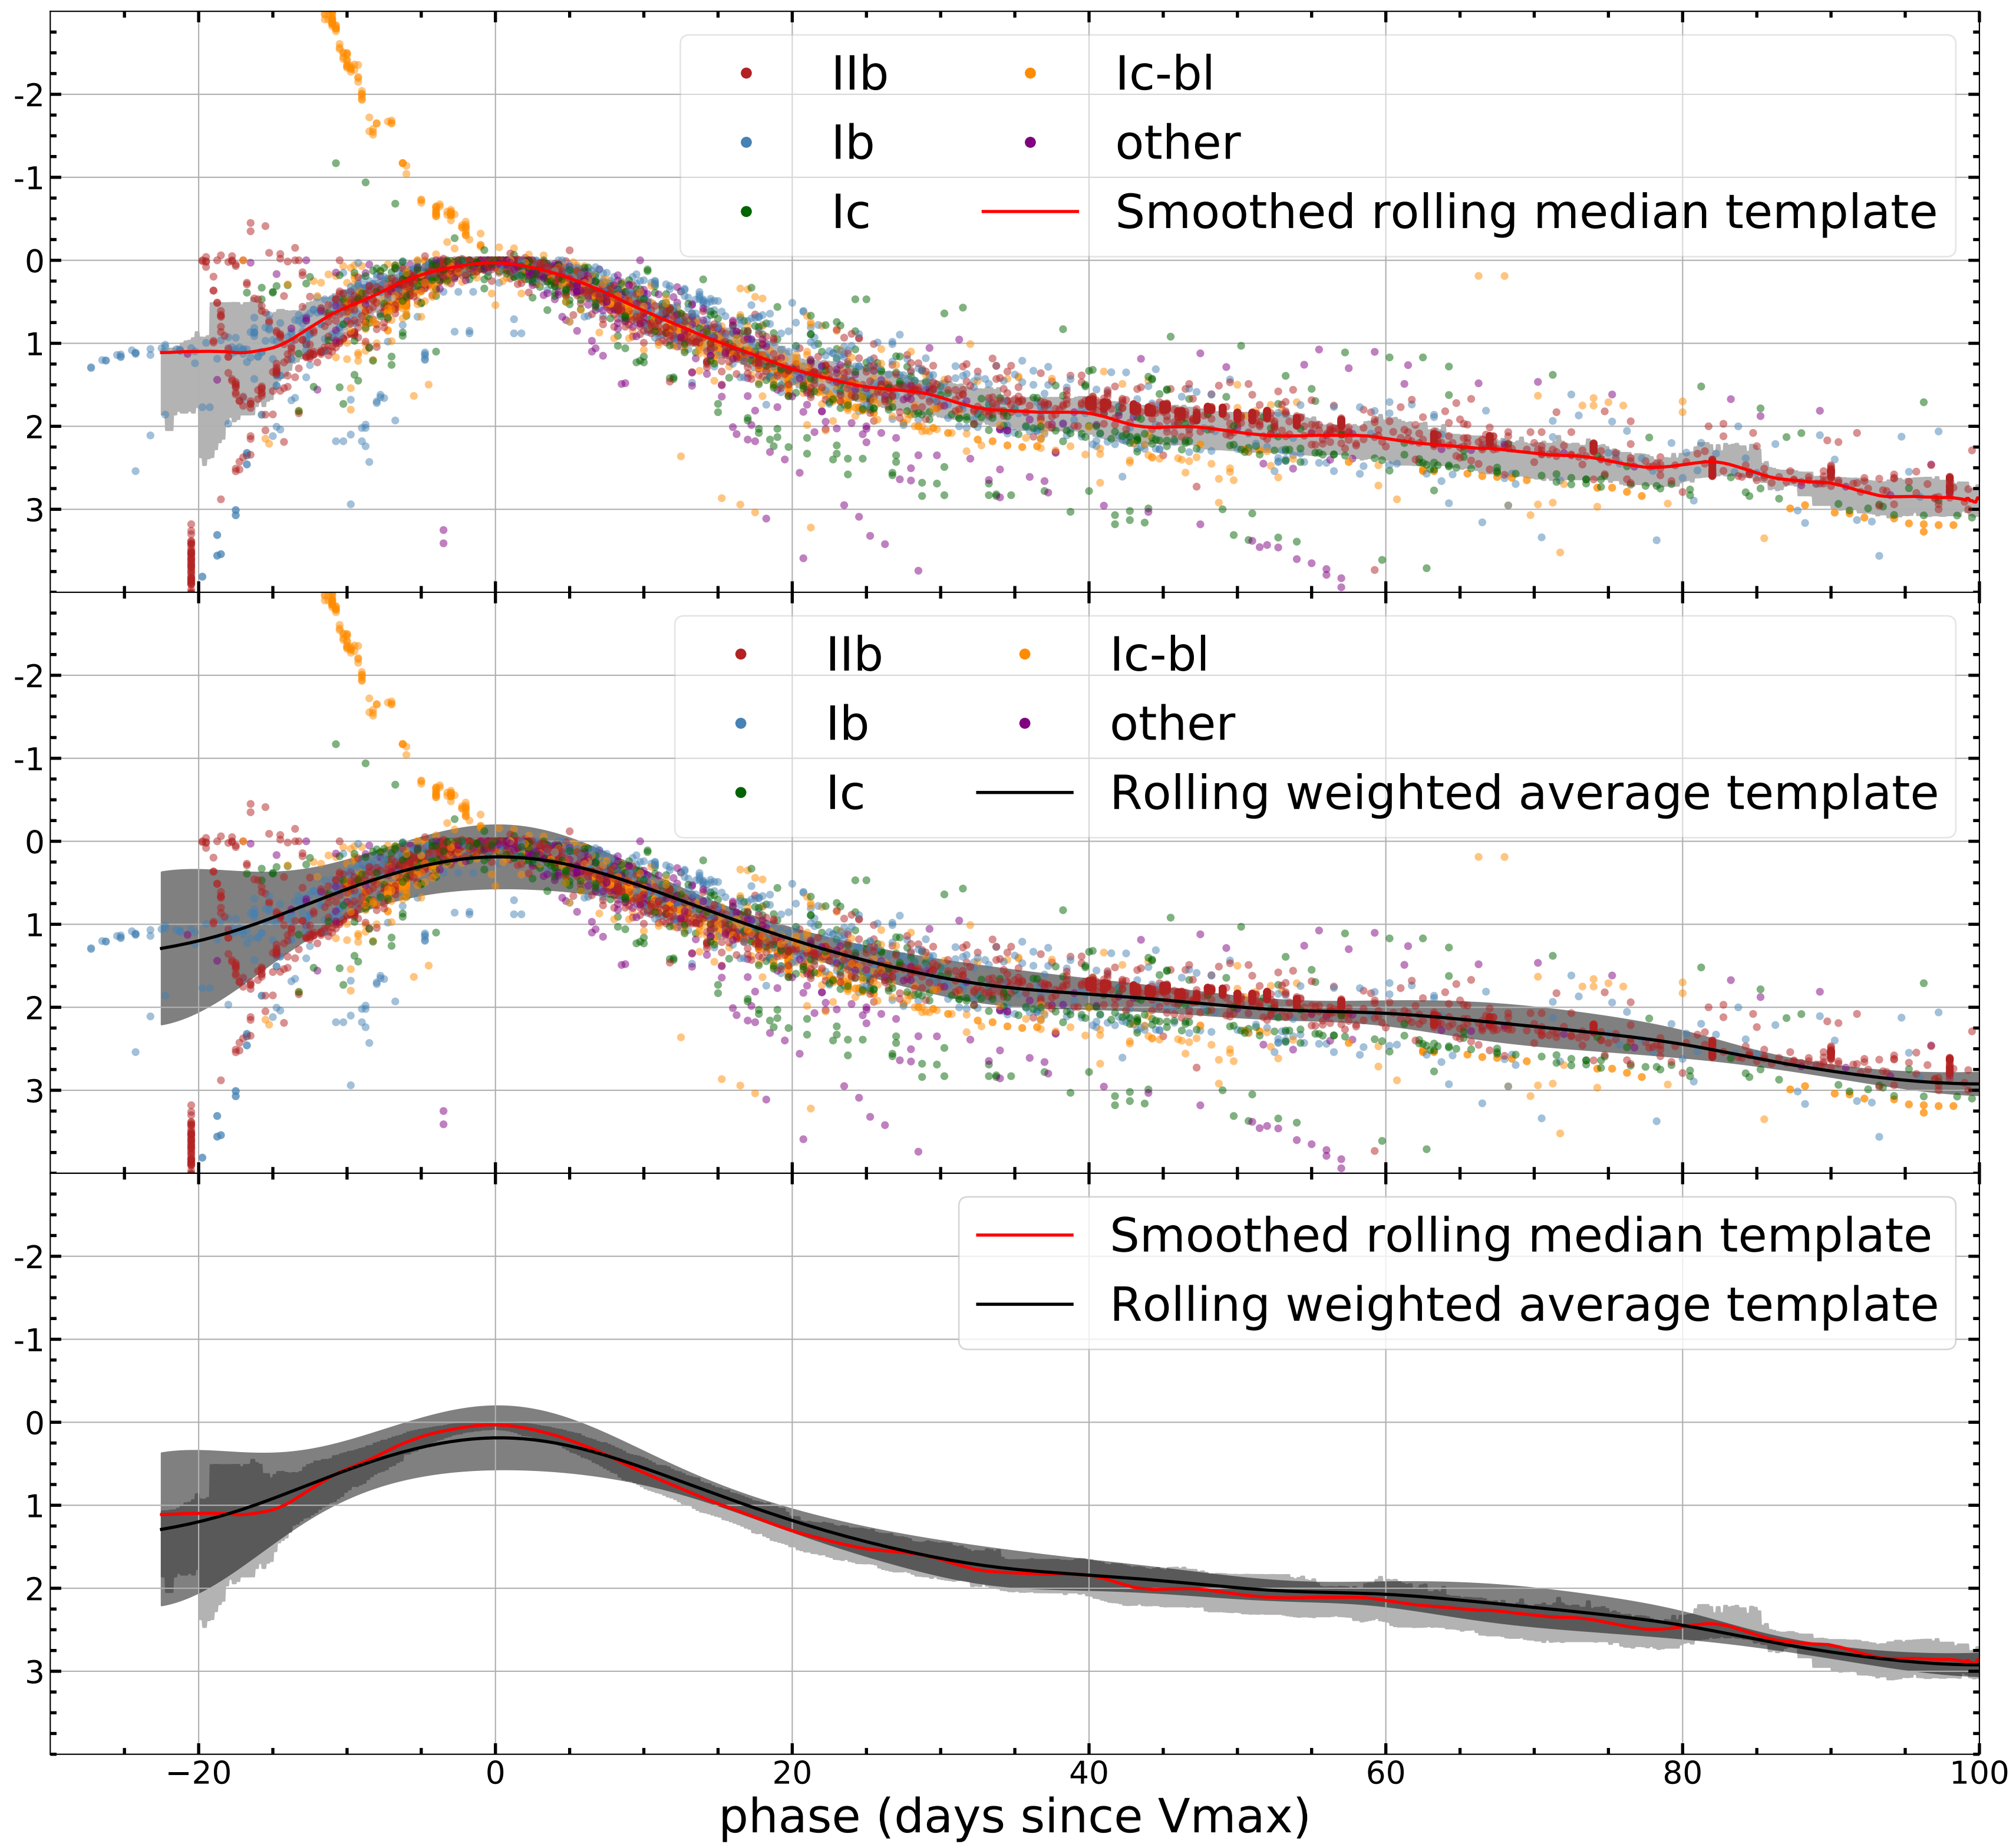 IIb Ic-bl
Ib other
Ic Smoothed rolling median template
-2
-1
0
1
2
3
IIb Ic-bl
Ib other
Ic Rolling weighted average template
-2
-1
0
1
2
3
Smoothed rolling median template
Rolling weighted average template
-2
-1
0
1
2
3
−20 0 20 40 60 80 100
phase (days since Vmax)